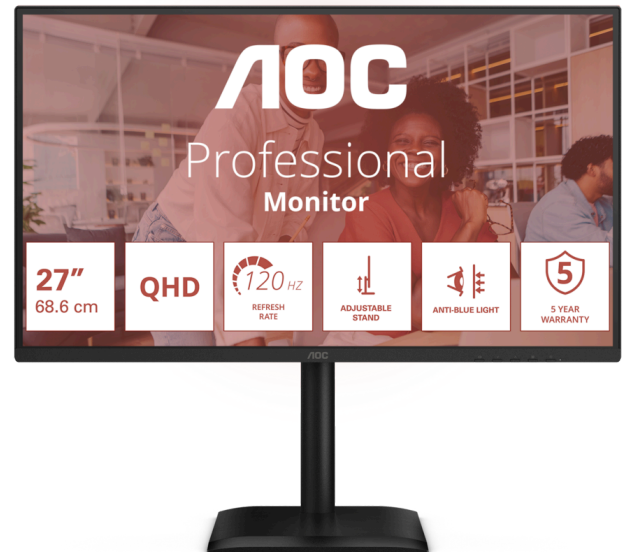 AOC
Professional
Monitor
27”
68.6 cm
QHD
120 HZ
REFRESH
RATE
ADJUSTABLE
STAND
ANTI-BLUE LIGHT
5
5 YEAR
WARRANTY
AOC